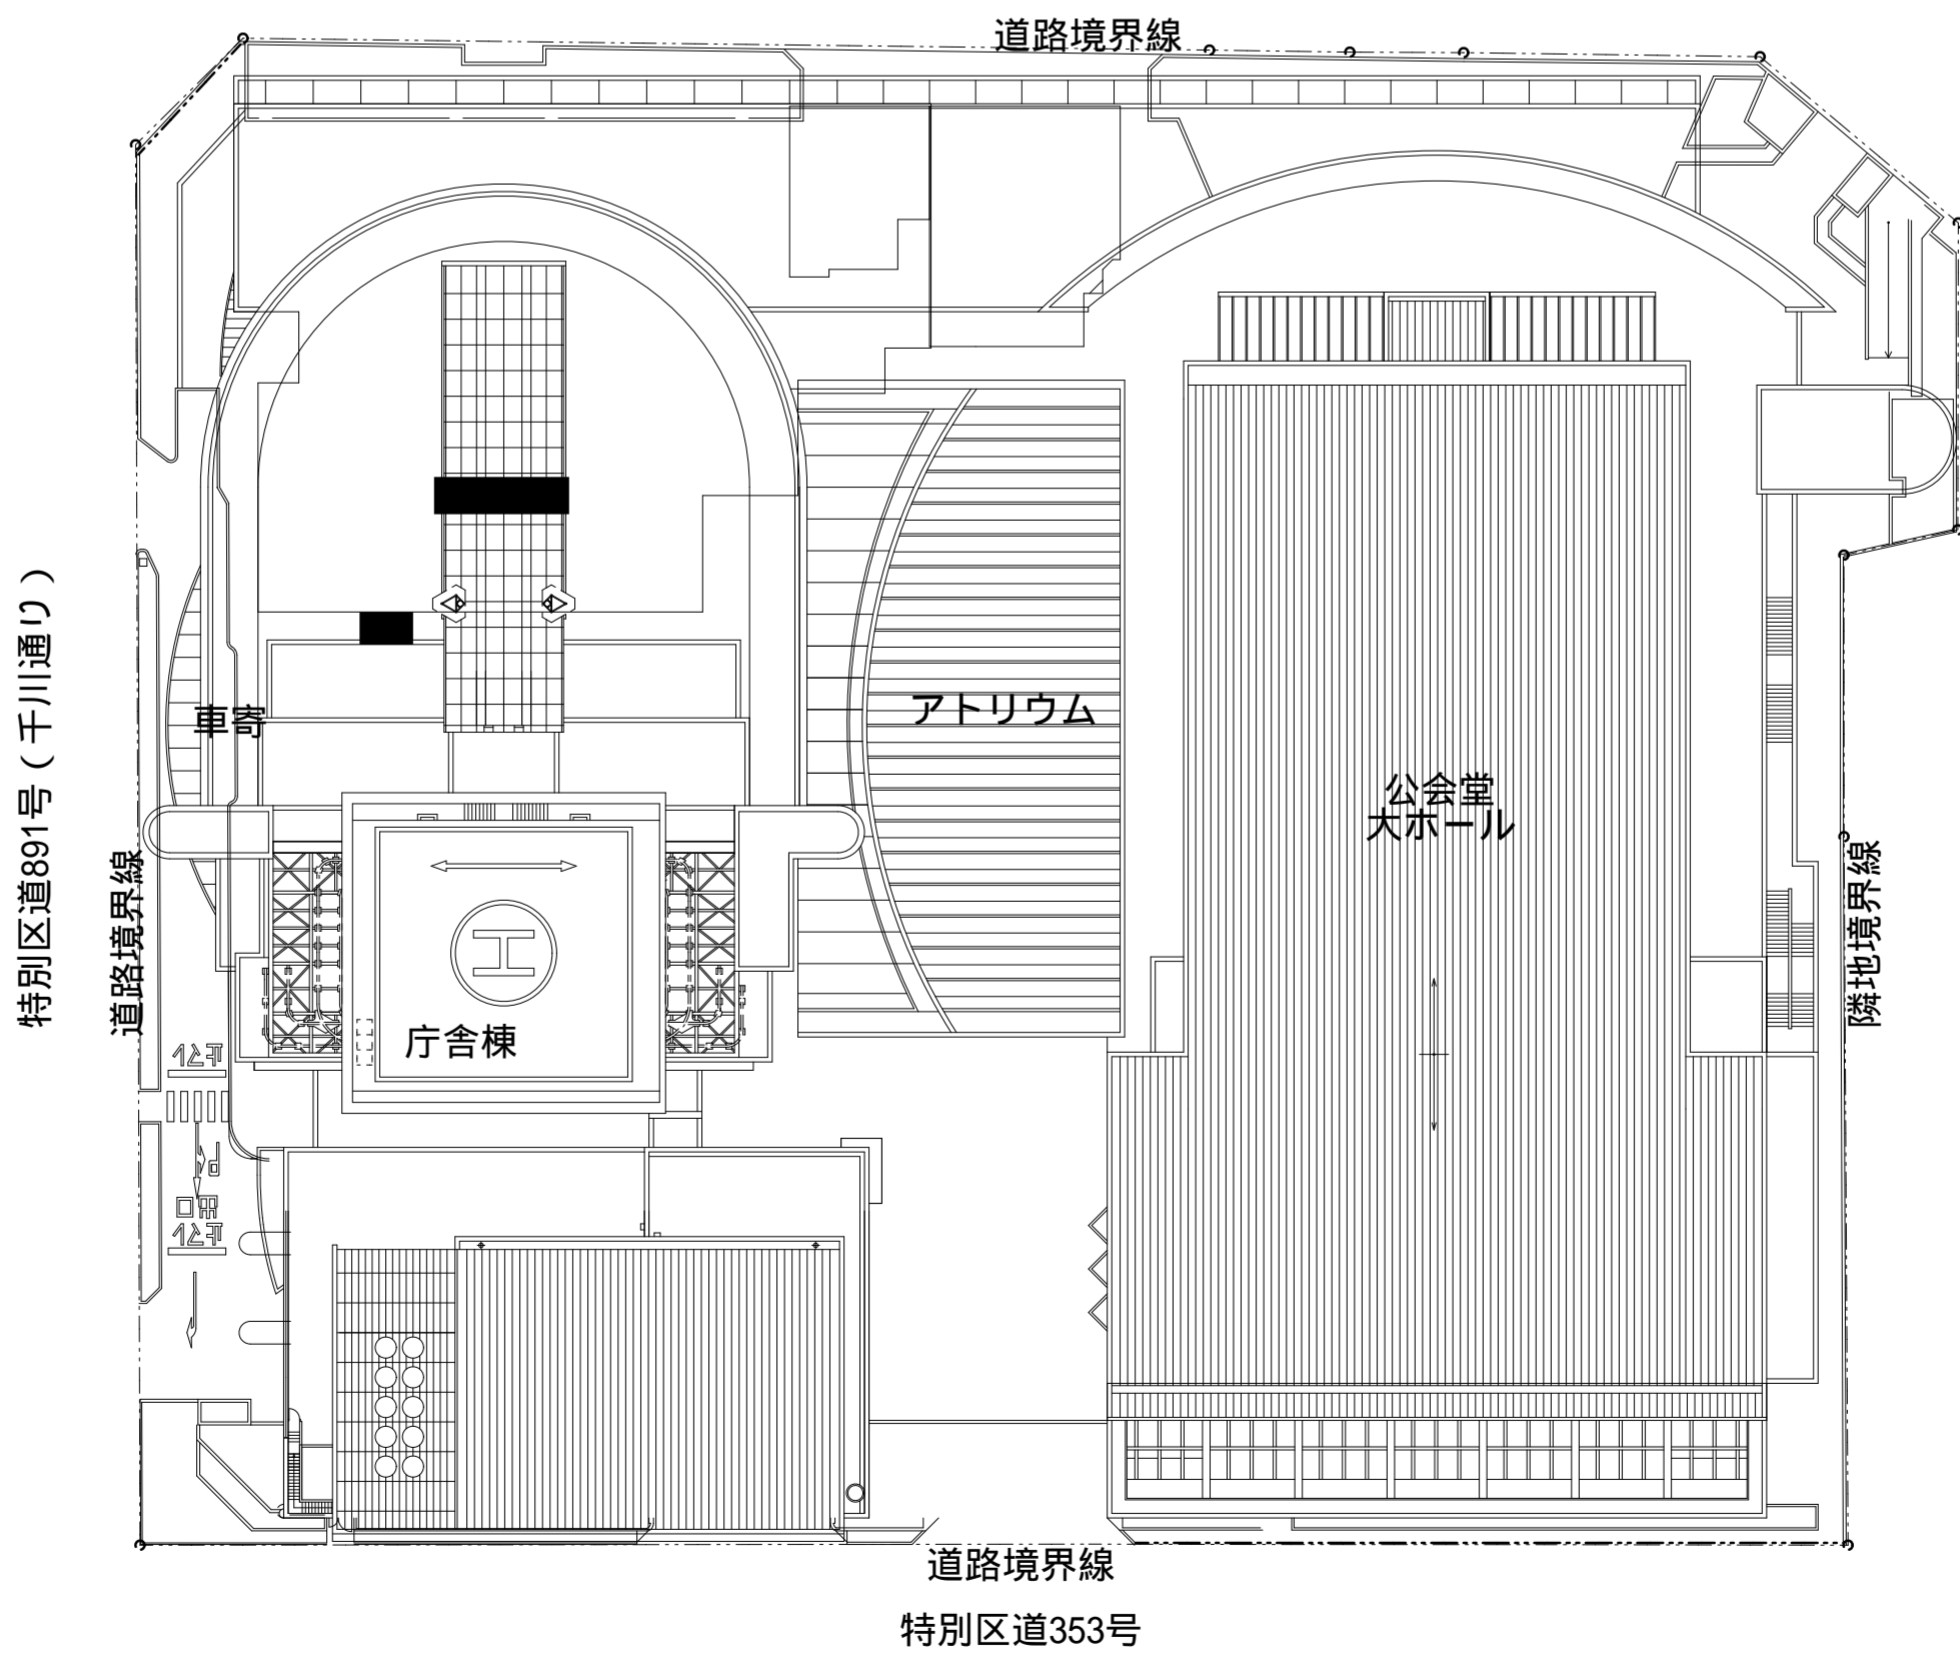 道路境界線
特別区道891号（千川通り）
車寄
アトリウム
公会堂
大ホール
道路境界線
隣地境界線
庁舎棟
道路境界線
特別区道353号